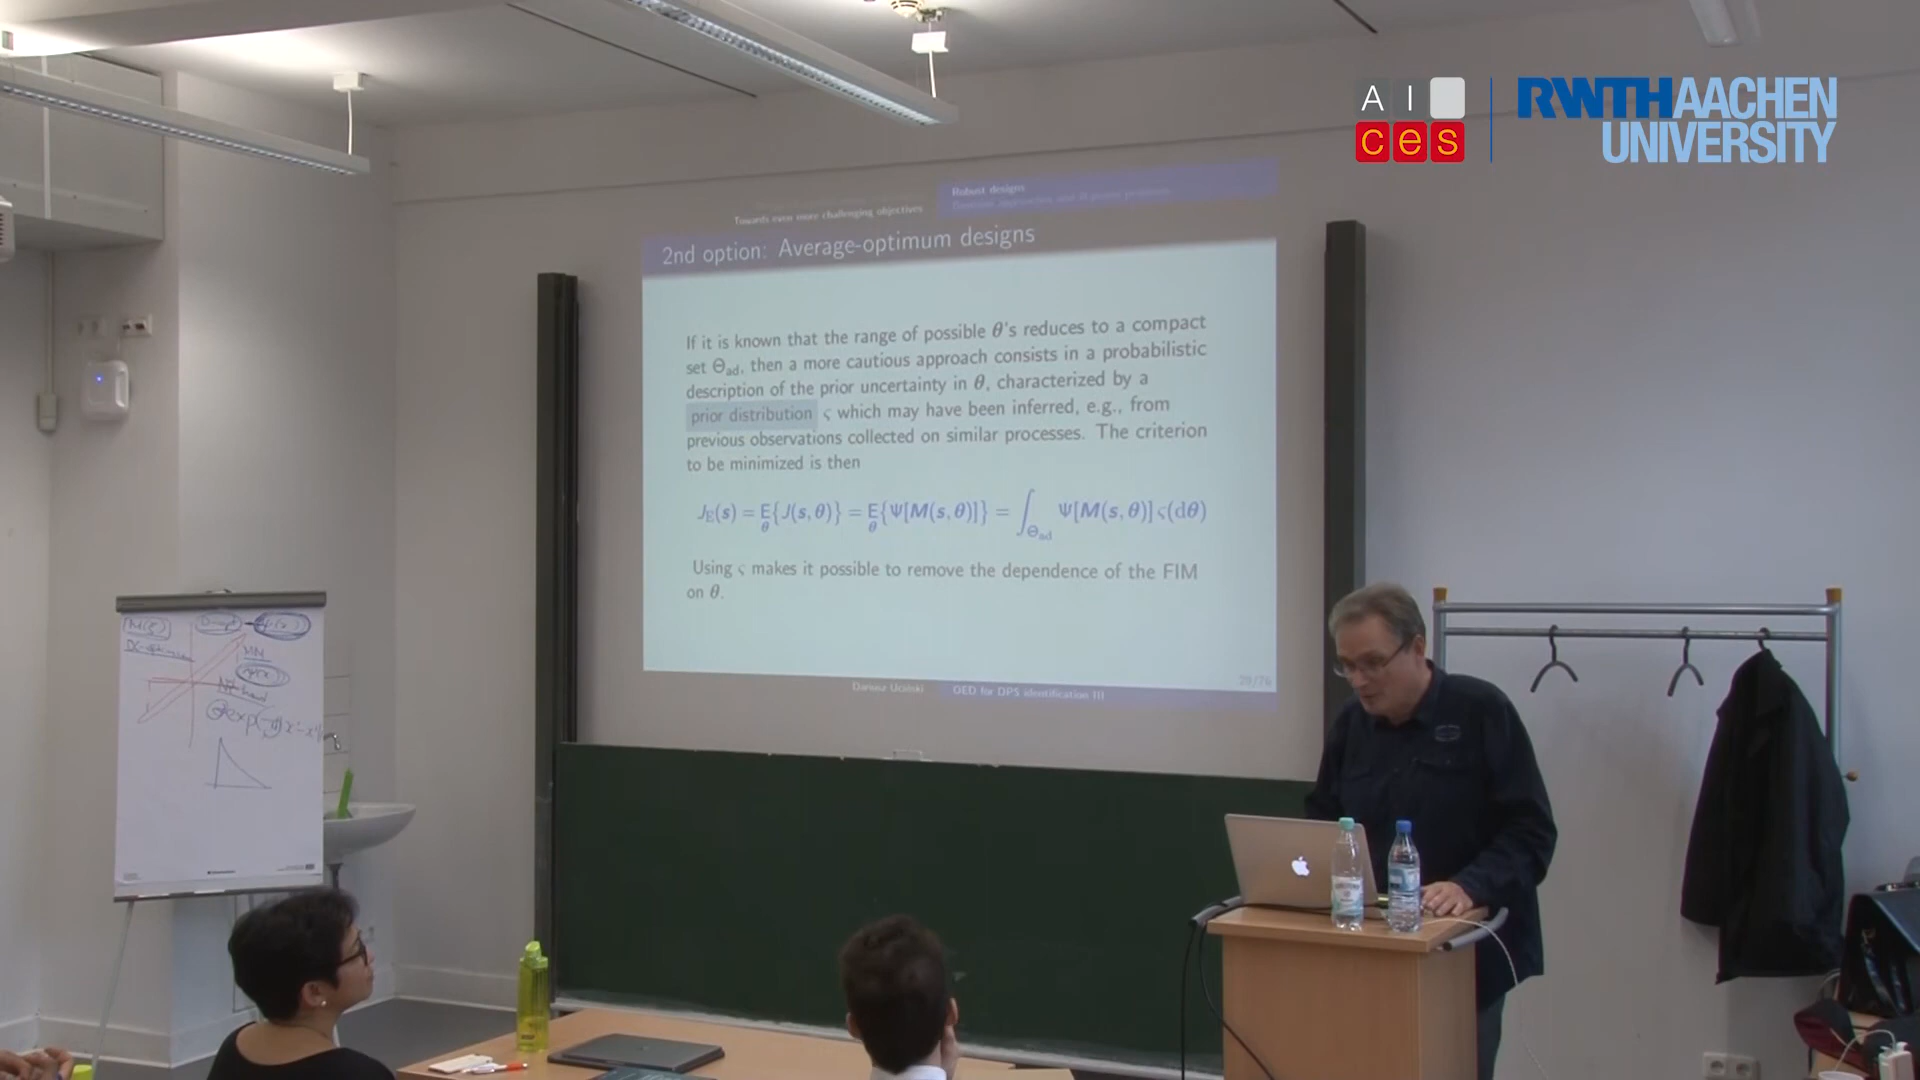 AI
ces
RWTH AACHEN
UNIVERSITY
Towards even more challenging objectives
Robust designs
2nd option: Average-optimum designs
If it is known that the range of possible θ's reduces to a compact
set Θad, then a more cautious approach consists in a probabilistic
description of the prior uncertainty in θ, characterized by a
prior distribution ς which may have been inferred, e.g., from
previous observations collected on similar processes. The criterion
to be minimized is then
J_E(s) = E_θ{J(s, θ)} = E_θ{Ψ[M(s, θ)]} = ∫_Θad Ψ[M(s, θ)] ς(dθ)
Using ς makes it possible to remove the dependence of the FIM
on θ.
Dariusz Uciński
OED for DPS identification III
M(ξ)